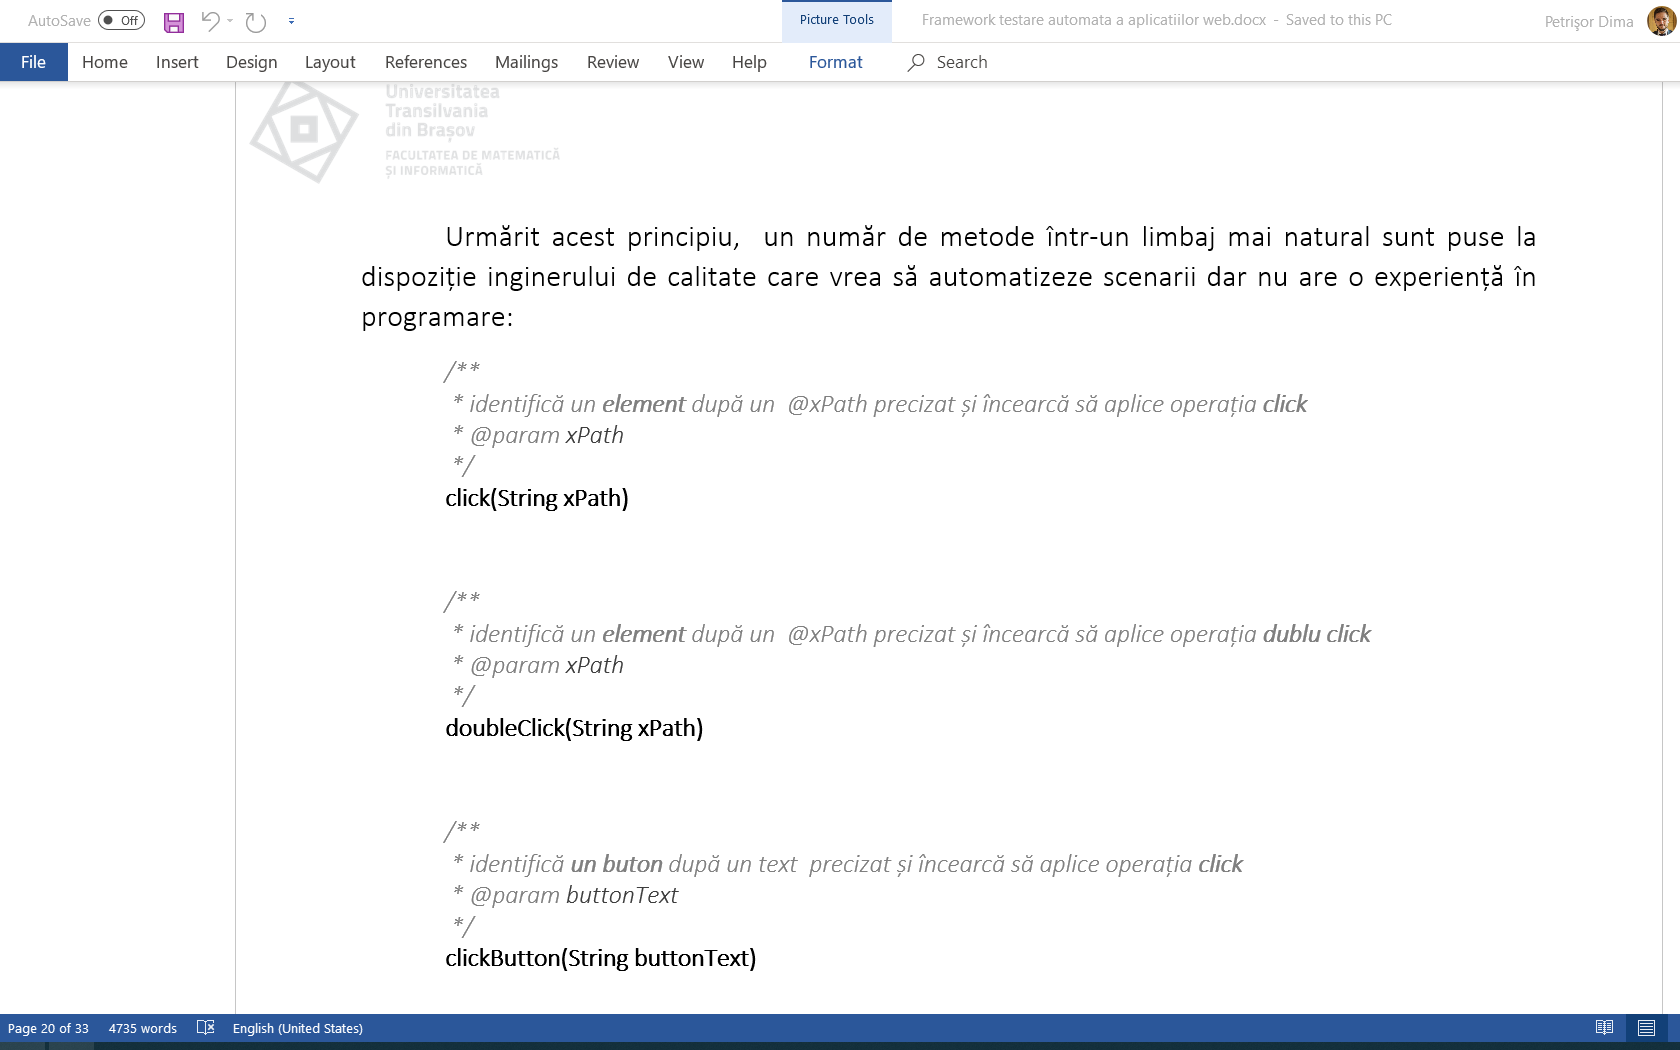 AutoSave Off Picture Tools Framework testare automata a aplicatiilor web.docx - Saved to this PC Petrişor Dima
File Home Insert Design Layout References Mailings Review View Help Format Search
Universitatea
Transilvania
din Brașov
FACULTATEA DE MATEMATICĂ
ȘI INFORMATICĂ
Urmărit acest principiu,  un număr de metode într-un limbaj mai natural sunt puse la
dispoziție inginerului de calitate care vrea să automatizeze scenarii dar nu are o experiență în
programare:
/**
* identifică un element după un  @xPath precizat și încearcă să aplice operația click
* @param xPath
*/
click(String xPath)
/**
* identifică un element după un  @xPath precizat și încearcă să aplice operația dublu click
* @param xPath
*/
doubleClick(String xPath)
/**
* identifică un buton după un text  precizat și încearcă să aplice operația click
* @param buttonText
*/
clickButton(String buttonText)
Page 20 of 33 4735 words English (United States)